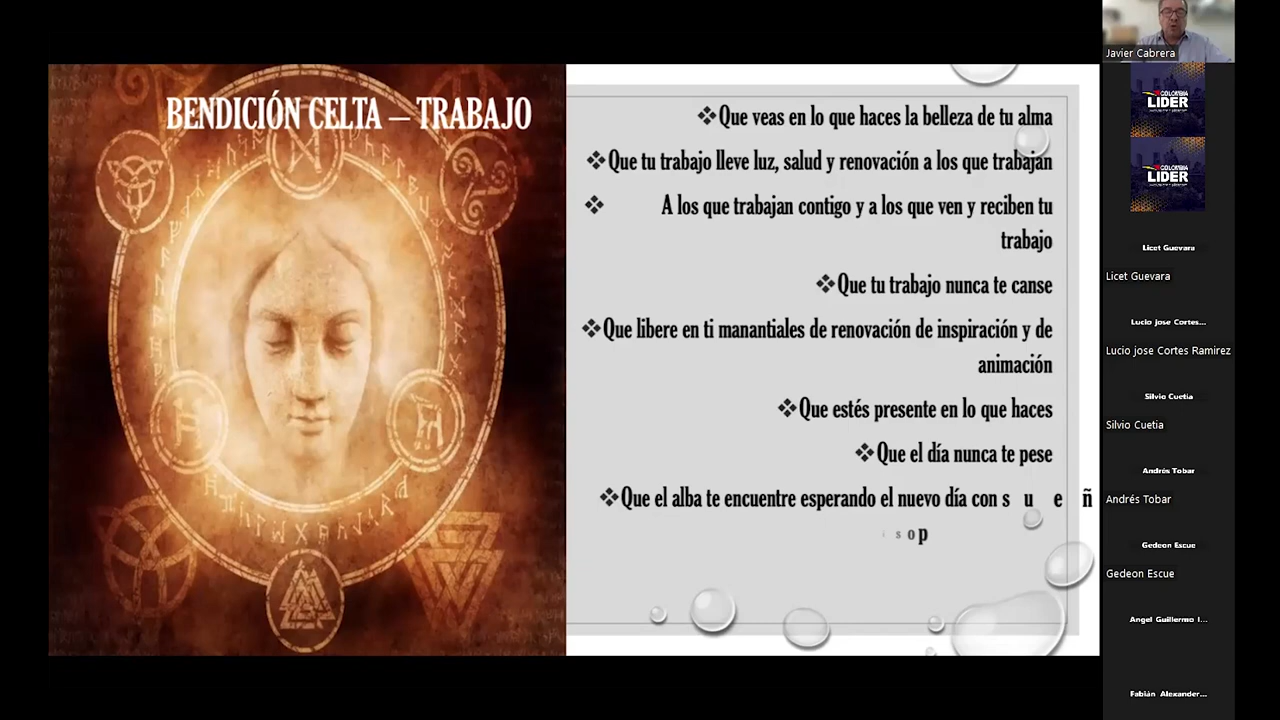 BENDICIÓN CELTA – TRABAJO
❖Que veas en lo que haces la belleza de tu alma
❖Que tu trabajo lleve luz, salud y renovación a los que trabajan
❖ A los que trabajan contigo y a los que ven y reciben tu
trabajo
❖Que tu trabajo nunca te canse
❖Que libere en ti manantiales de renovación de inspiración y de
animación
❖Que estés presente en lo que haces
❖Que el día nunca te pese
❖Que el alba te encuentre esperando el nuevo día con s u e ñ
s o p
Javier Cabrera
COLOMBIA
LIDER
COLOMBIA
LIDER
Licet Guevara
Licet Guevara
Lucio Jose Cortes...
Lucio jose Cortes Ramirez
Silvio Cuetia
Silvio Cuetia
Andrés Tobar
Andrés Tobar
Gedeon Escue
Gedeon Escue
Angel Guillermo I...
Fabián Alexander...